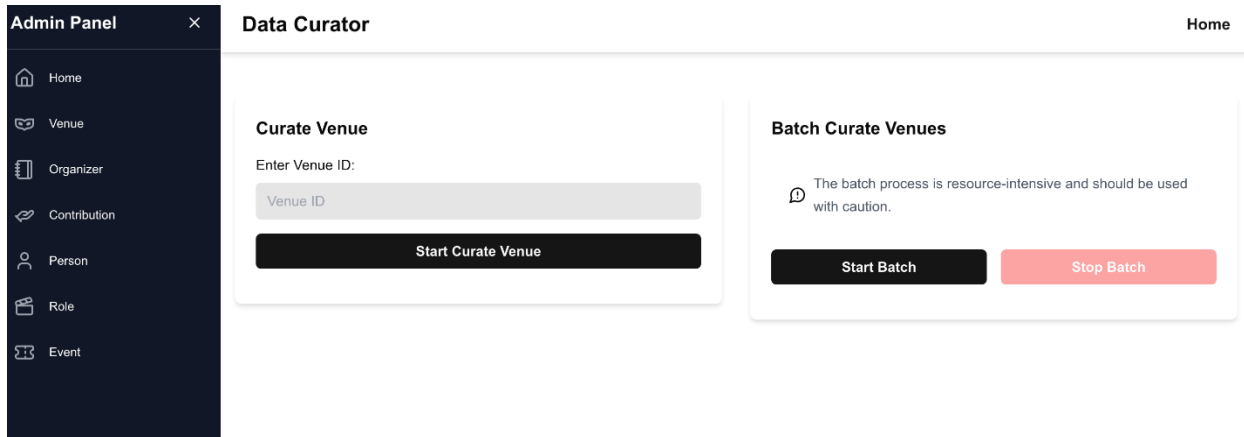 Admin Panel
Home
Venue
Organizer
Contribution
Person
Role
Event
Data Curator
Home
Curate Venue
Enter Venue ID:
Venue ID
Start Curate Venue
Batch Curate Venues
The batch process is resource-intensive and should be used
with caution.
Start Batch
Stop Batch